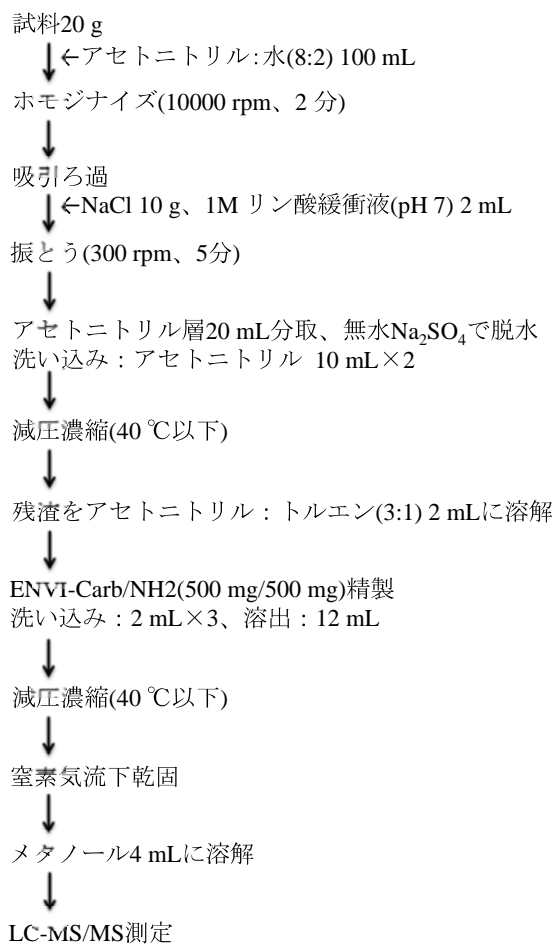 試料20 g
←アセトニトリル:水(8:2) 100 mL
ホモジナイズ(10000 rpm、2 分)
吸引ろ過
←NaCl 10 g、1M リン酸緩衝液(pH 7) 2 mL
振とう(300 rpm、5分)
アセトニトリル層20 mL分取、無水Na₂SO₄で脱水
洗い込み：アセトニトリル 10 mL×2
減圧濃縮(40 ℃以下)
残渣をアセトニトリル：トルエン(3:1) 2 mLに溶解
ENVI-Carb/NH2(500 mg/500 mg)精製
洗い込み：2 mL×3、溶出：12 mL
減圧濃縮(40 ℃以下)
窒素気流下乾固
メタノール4 mLに溶解
LC-MS/MS測定